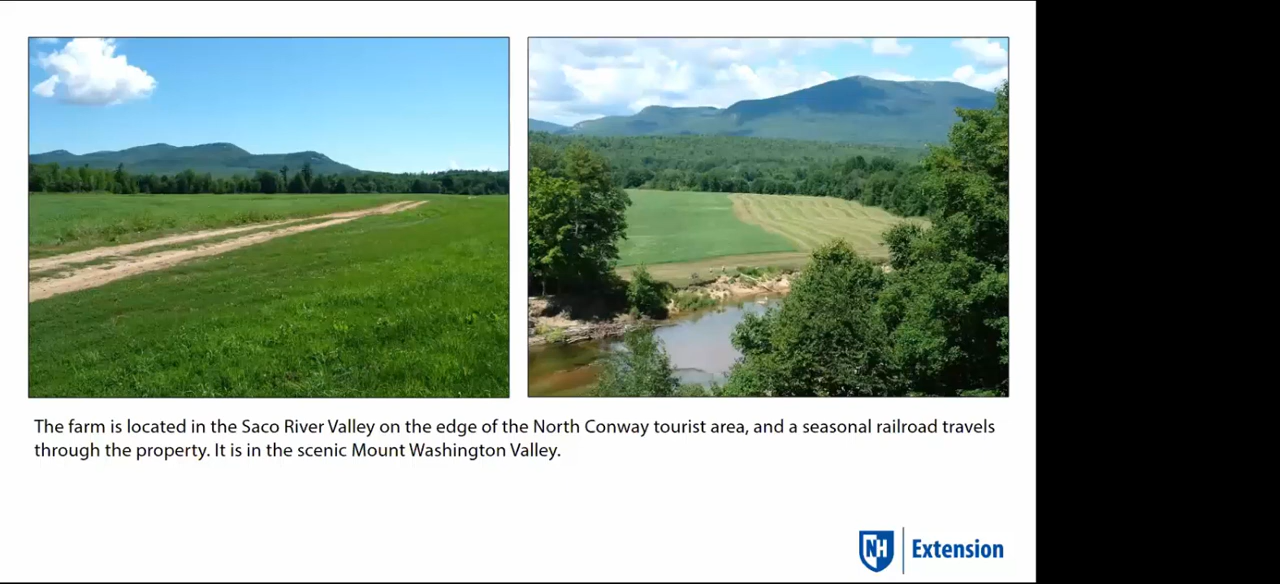 The farm is located in the Saco River Valley on the edge of the North Conway tourist area, and a seasonal railroad travels
through the property. It is in the scenic Mount Washington Valley.
NH Extension